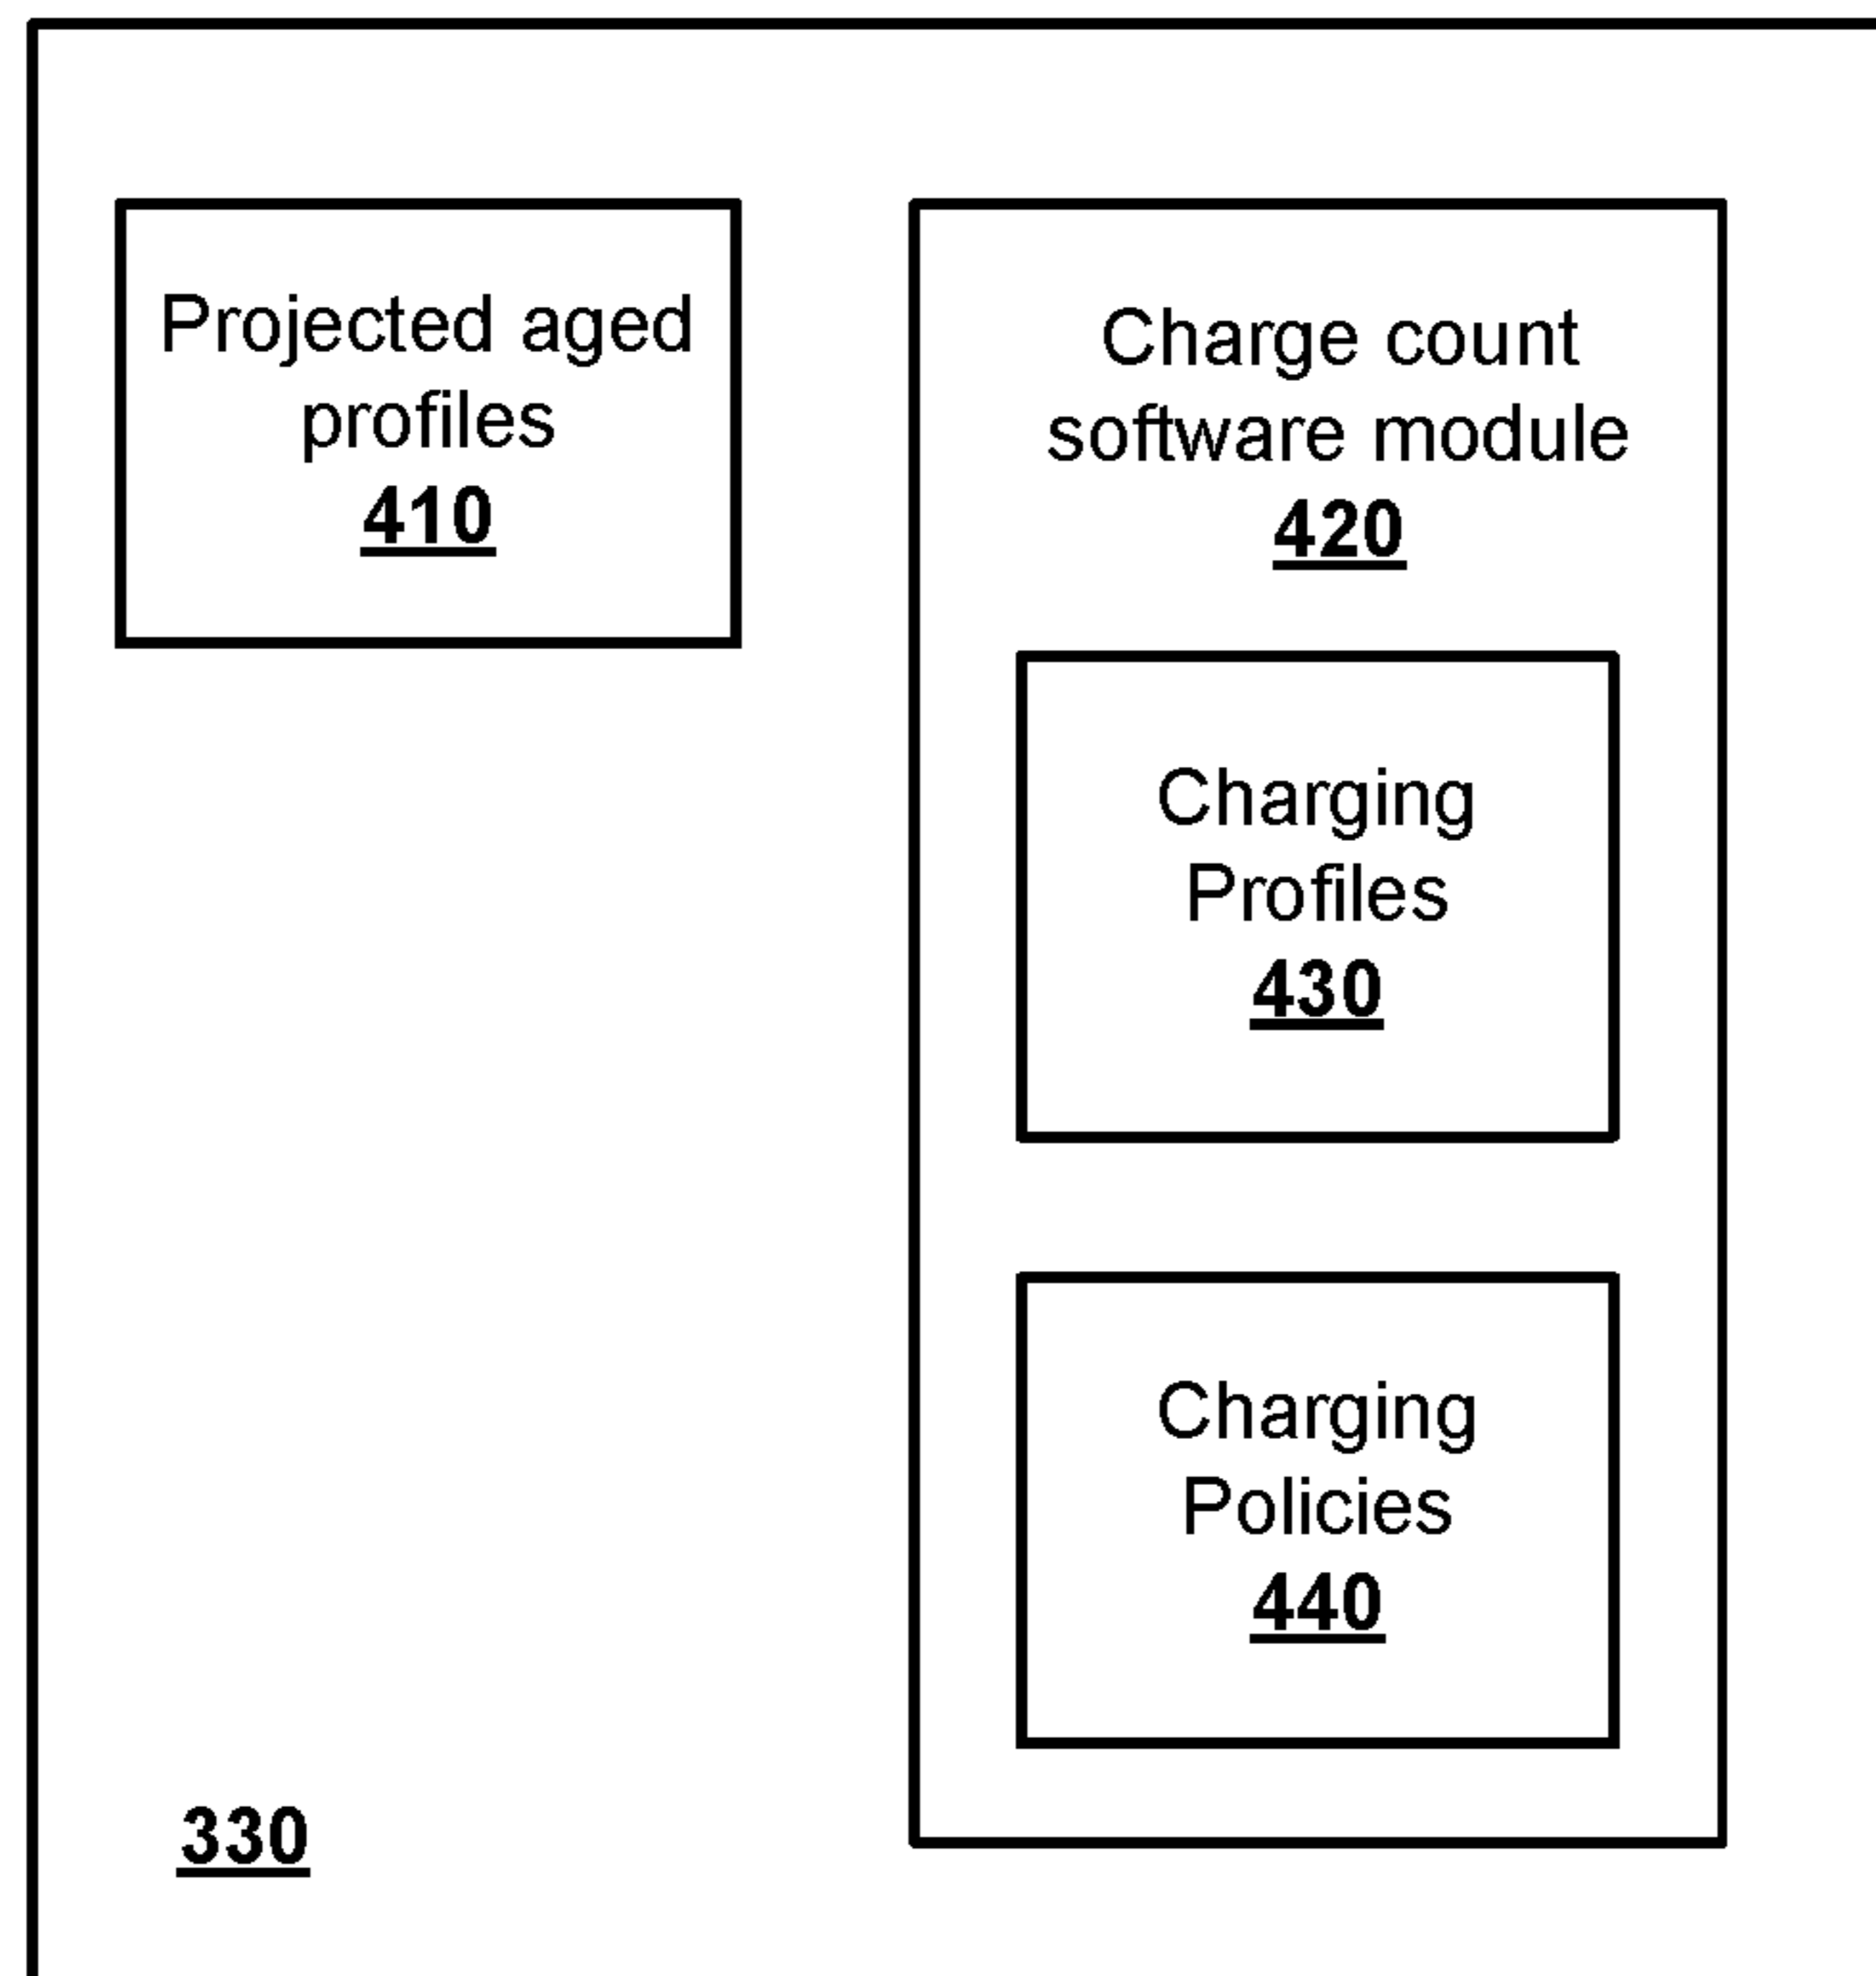 Projected aged
profiles
410
Charge count
software module
420
Charging
Profiles
430
Charging
Policies
440
330